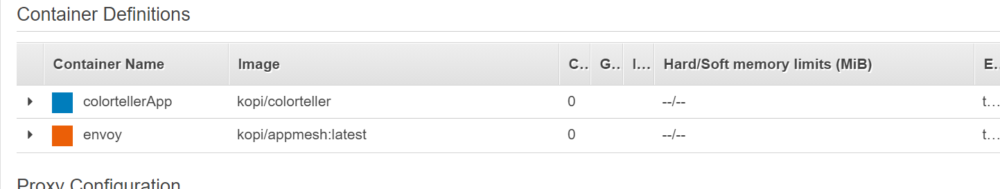 Container Definitions
Container Name Image C... G... I... Hard/Soft memory limits (MiB) E...
colortellerApp kopi/colorteller 0 --/-- t...
envoy kopi/appmesh:latest 0 --/-- t...
Proxy Configuration